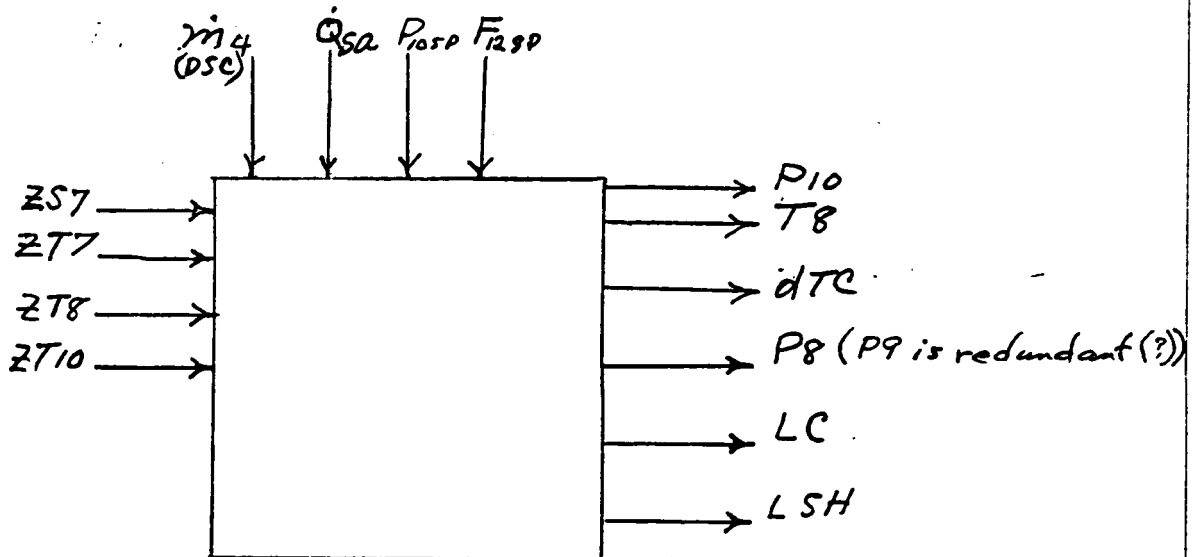 ṁ4 Q̇sa P10SP F12SP
(DSC)
ZS7
ZT7
ZT8
ZT10
P10
T8
dTC
P8 (P9 is redundant (?))
LC
LSH